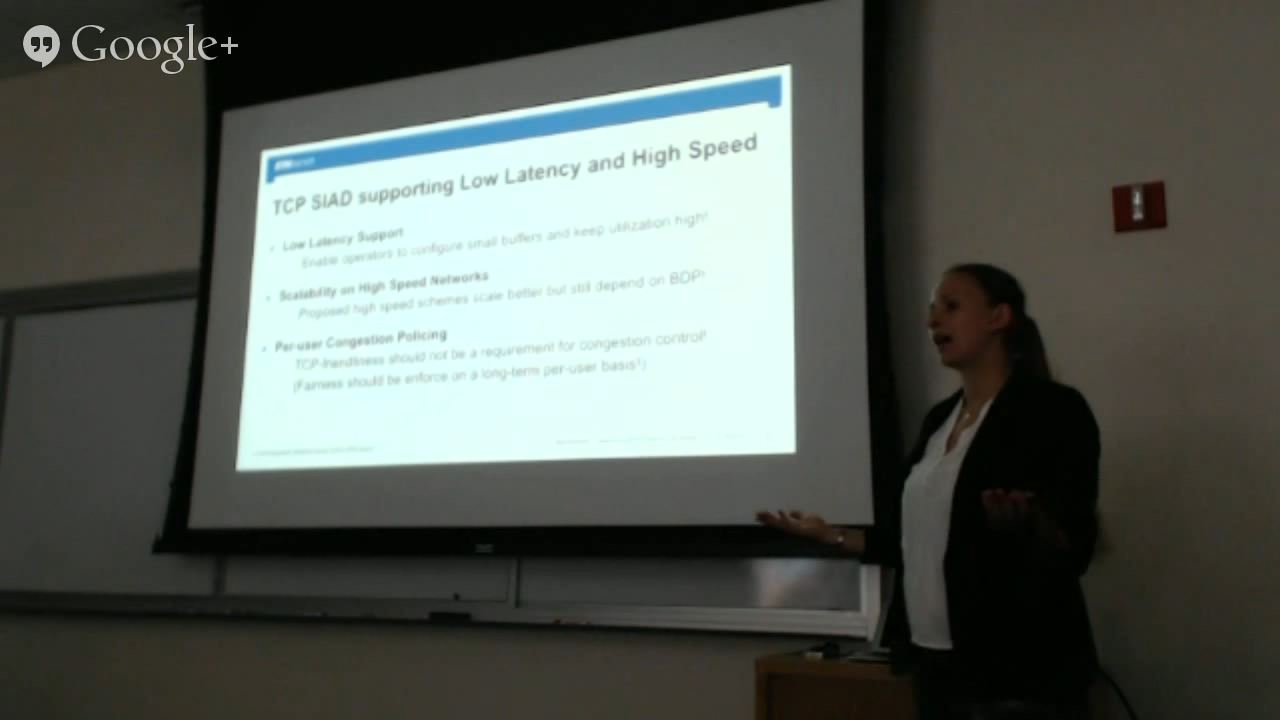 Google+
TCP SIAD supporting Low Latency and High Speed
Low Latency Support
Enable operators to configure small buffers and keep utilization high!
Scalability on High Speed Networks
Proposed high speed schemes scale better but still depend on BDP!
Per-user Congestion Policing
TCP-friendliness should not be a requirement for congestion control!
(Fairness should be enforce on a long-term per-user basis!)